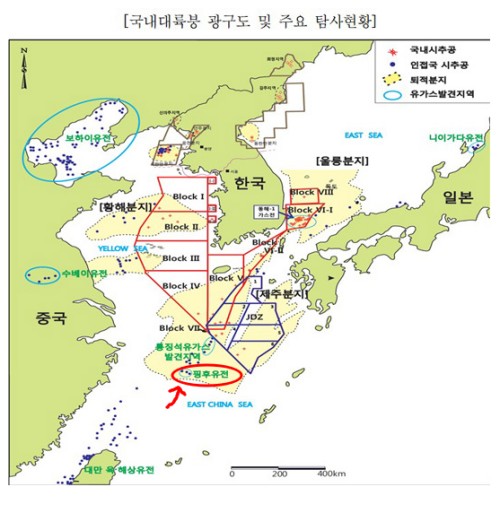 [국내대륙붕 광구도 및 주요 탐사현황]
국내시추공
인접국 시추공
퇴적분지
유가스발견지역
N
EAST SEA
니이가다유전
보하이유전
[울릉분지]
독도
한국
일본
Block VIII
Block VI-I
동해-1
가스전
Block I
[황해분지]
Block II
Block
VI-II
YELLOW SEA
Block III
수베이유전
Block V
Block IV
[제주분지]
중국
JDZ
Block VII
룽징석유가스
발견지역
핑후유전
EAST CHINA SEA
대만 육 해상유전
0 200 400km